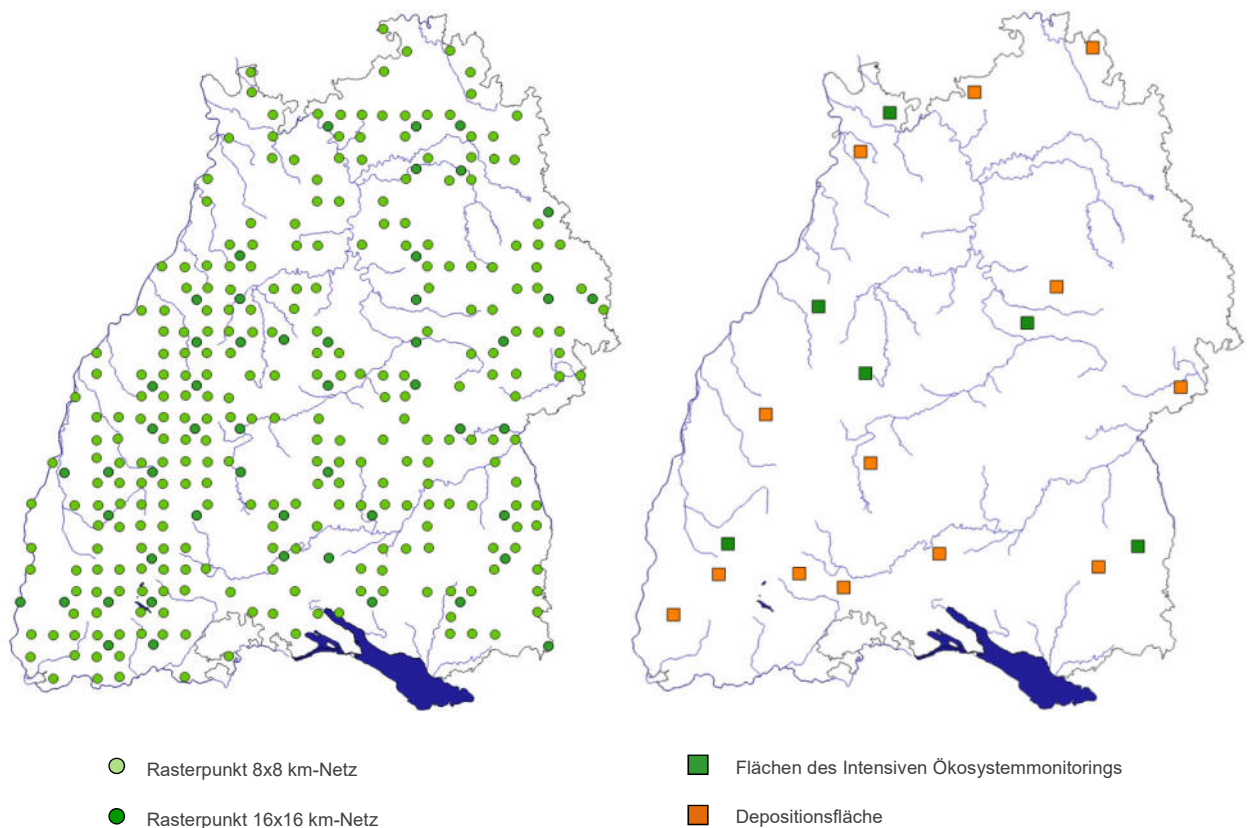 Rasterpunkt 8x8 km-Netz
Rasterpunkt 16x16 km-Netz
Flächen des Intensiven Ökosystemmonitorings
Depositionsfläche